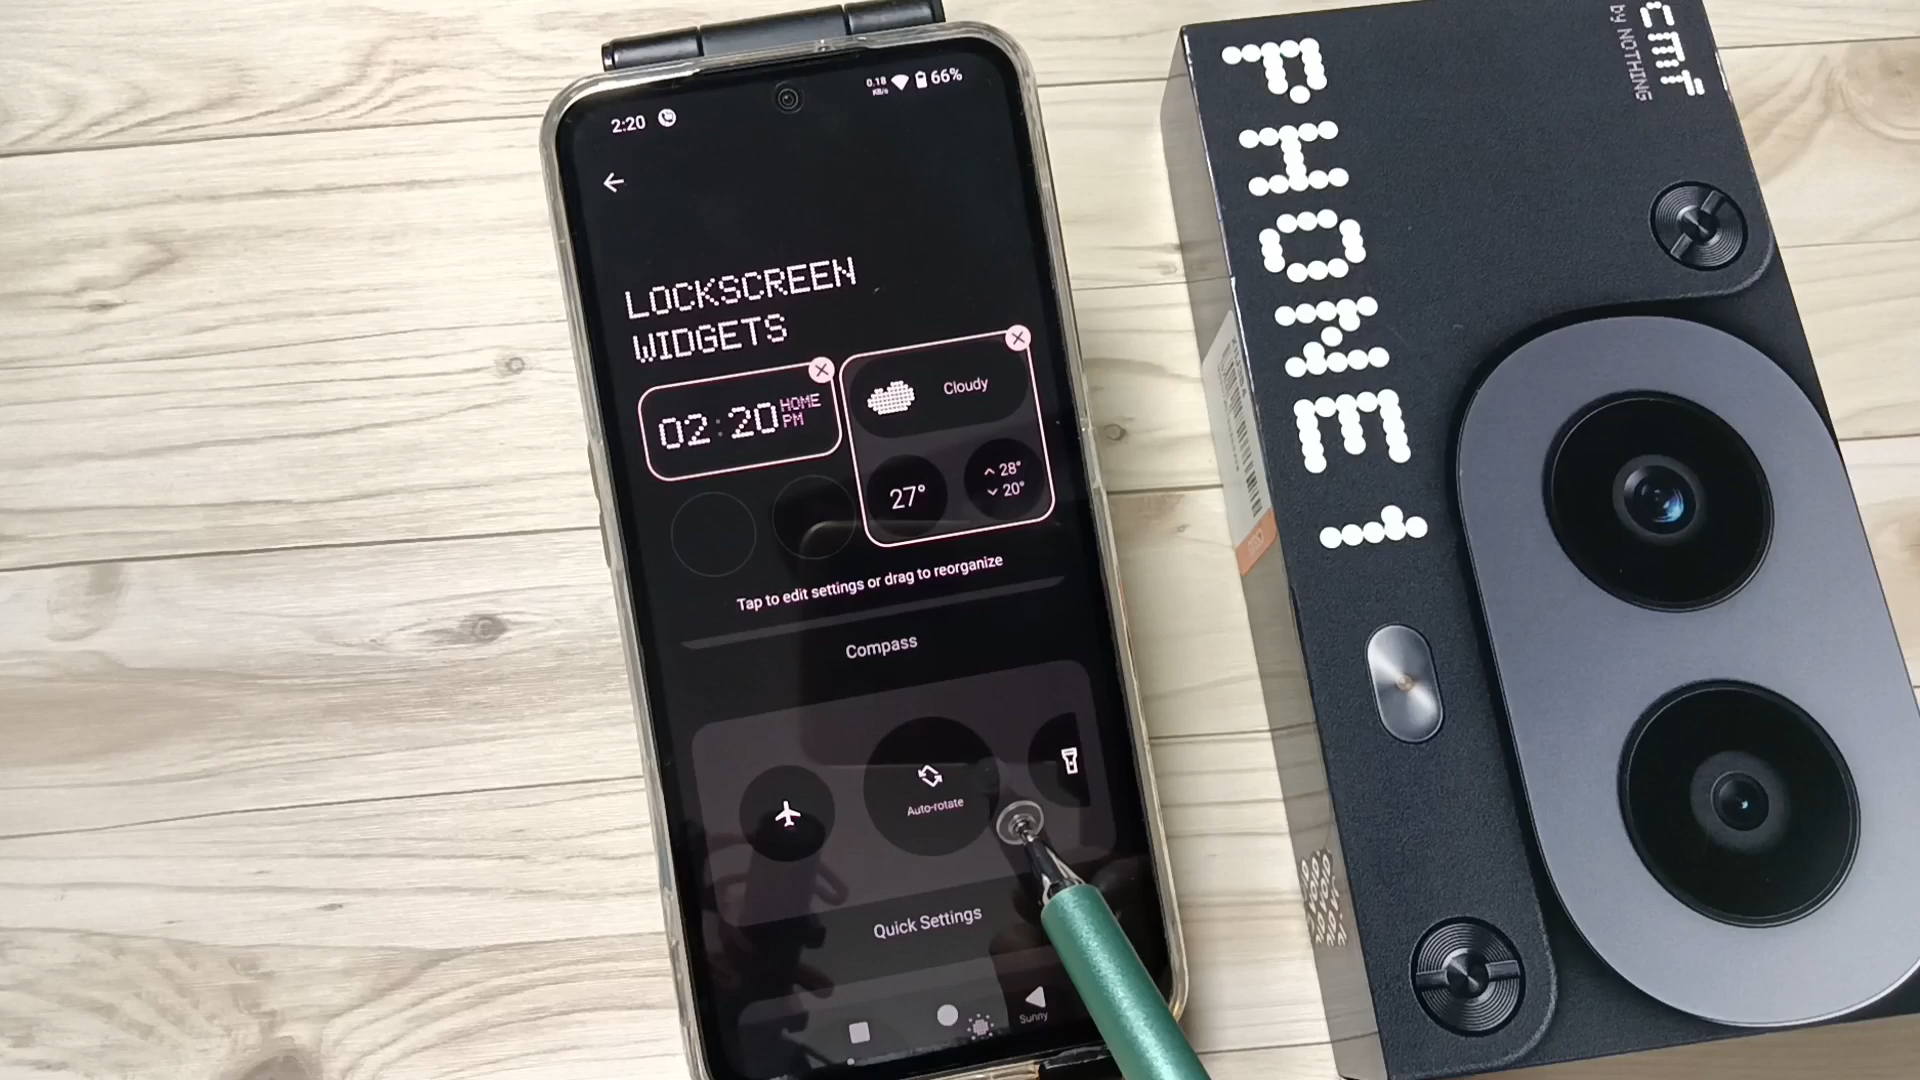 2:20
0.18
KB/s
66%
LOCKSCREEN
WIDGETS
02:20
HOME
PM
Cloudy
27°
28°
20°
Tap to edit settings or drag to reorganize
Compass
Auto-rotate
Quick Settings
Sunny
PHONE 1
cmf
by NOTHING